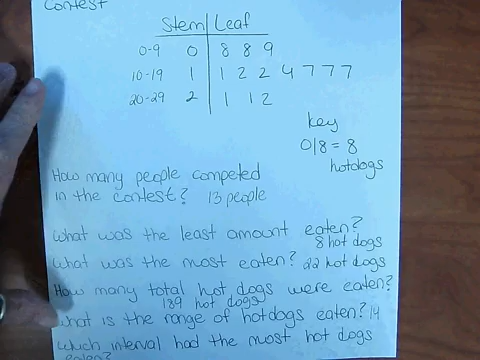 Contest
Stem Leaf
0-9 0 8 8 9
10-19 1 1 2 2 4 7 7 7
20-29 2 1 1 2
key
0|8 = 8
hotdogs
How many people competed
in the contest? 13 people
What was the least amount eaten?
8 hot dogs
What was the most eaten? 22 hot dogs
How many total hot dogs were eaten?
189 hot dogs
What is the range of hotdogs eaten? 14
Which interval had the most hot dogs
eaten?